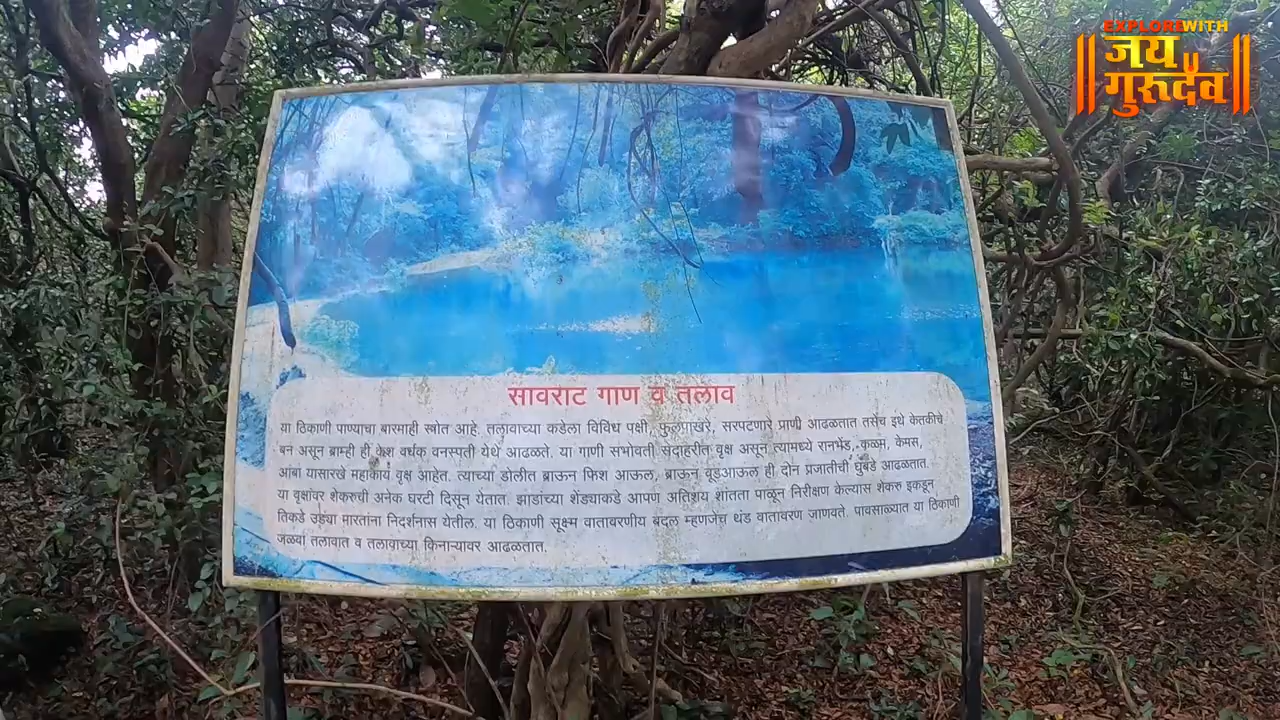 EXPLORE WITH
जय
गुरुदेव
सावराट गाण व तलाव
या ठिकाणी पाण्याचा बारमाही स्त्रोत आहे. तलावाच्या कडेला विविध पक्षी, फुलपाखरे, सरपटणारे प्राणी आढळतात तसेच इथे केतकीचे
बन असून ब्राम्ही ही केश वर्धक वनस्पती येथे आढळते. या गाणी सभोवती सदाहरीत वृक्ष असून त्यामध्ये रानभेंड, कळम, केमस,
आंबा यासारखे महाकाय वृक्ष आहेत. त्याच्या डोलीत ब्राऊन फिश आऊल, ब्राऊन वूडआऊल ही दोन प्रजातीची घुबडे आढळतात.
या वृक्षांवर शेकरुची अनेक घरटी दिसून येतात. झाडांच्या शेंड्याकडे आपण अतिशय शांतता पाळून निरीक्षण केल्यास शेकरु इकडून
तिकडे उड्या मारतांना निदर्शनास येतील. या ठिकाणी सूक्ष्म वातावरणीय बदल म्हणजेच थंड वातावरण जाणवते. पावसाळ्यात या ठिकाणी
जळवा तलावात व तलावाच्या किनाऱ्यावर आढळतात.